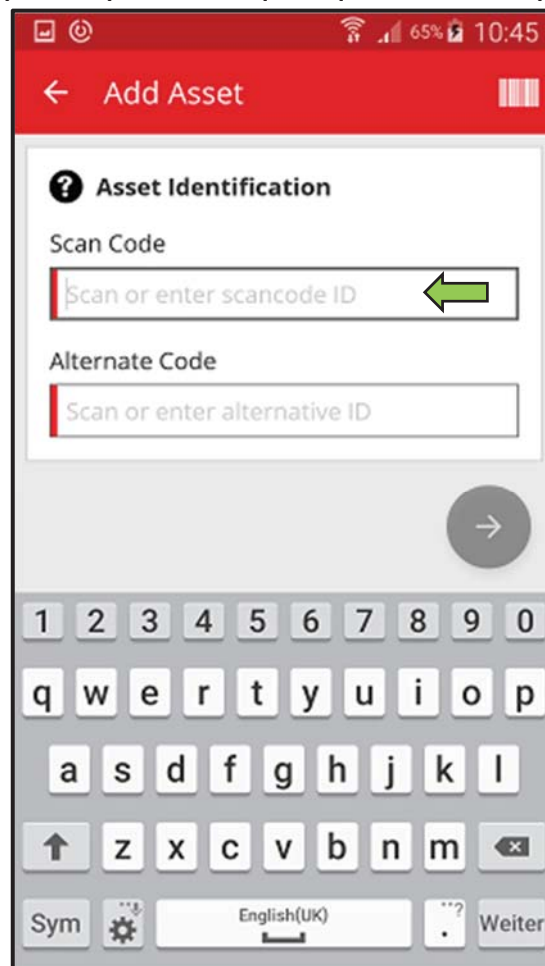 65% 10:45
Add Asset
Asset Identification
Scan Code
Scan or enter scancode ID
Alternate Code
Scan or enter alternative ID
1 2 3 4 5 6 7 8 9 0
q w e r t y u i o p
a s d f g h j k l
z x c v b n m
Sym English(UK) . ? Weiter